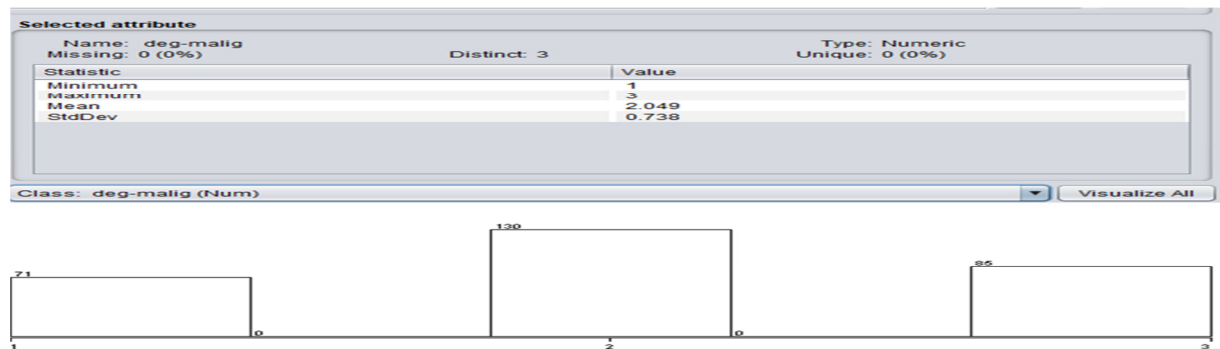 Selected attribute
Name: deg-malig Type: Numeric
Missing: 0 (0%) Distinct: 3 Unique: 0 (0%)
Statistic Value
Minimum 1
Maximum 3
Mean 2.049
StdDev 0.738
Class: deg-malig (Num) Visualize All
130
85
71
0 0
1 2 3